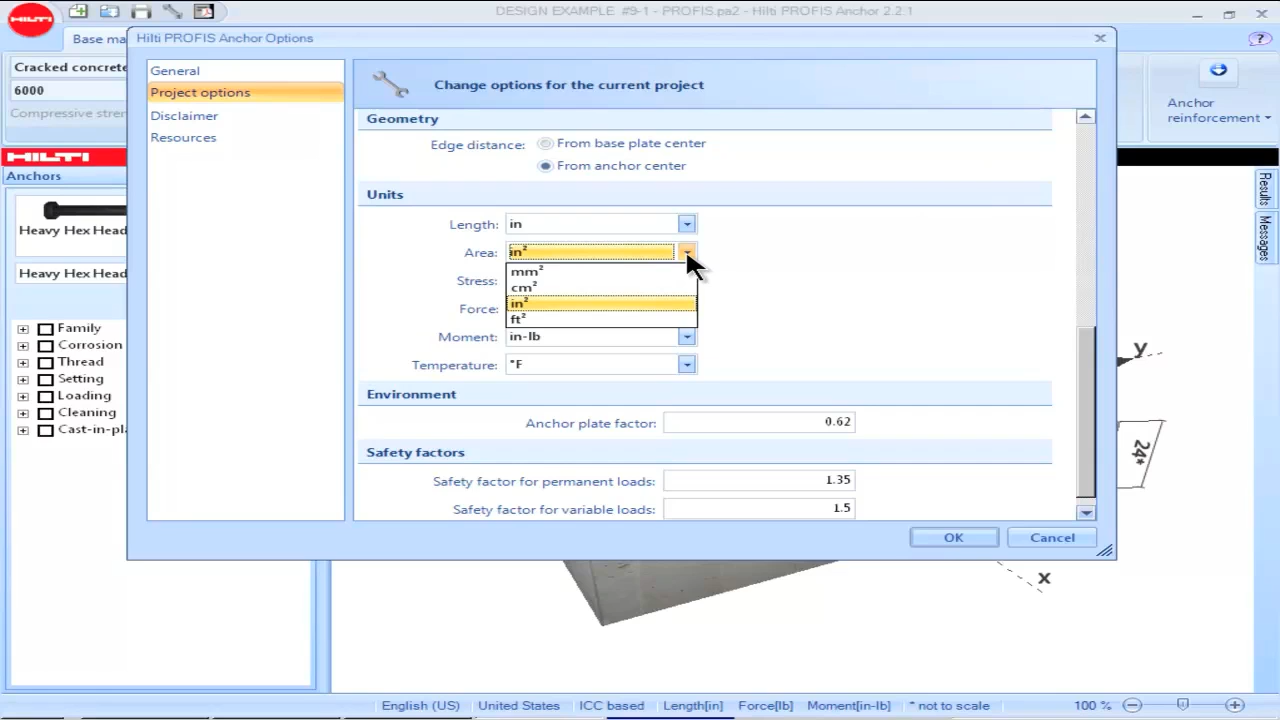 HILTI
DESIGN EXAMPLE #9-1 - PROFIS.pa2 - Hilti PROFIS Anchor 2.2.1
Base ma
Hilti PROFIS Anchor Options
Cracked concrete
6000
Compressive stren
Anchor
reinforcement
HILTI
Anchors
Heavy Hex Head
Heavy Hex Head
Family
Corrosion
Thread
Setting
Loading
Cleaning
Cast-in-pla
General
Project options
Disclaimer
Resources
Change options for the current project
Geometry
Edge distance:
From base plate center
From anchor center
Units
Length: in
Area: in²
mm²
cm²
in²
ft²
Stress:
Force:
Moment: in-lb
Temperature: °F
Environment
Anchor plate factor: 0.62
Safety factors
Safety factor for permanent loads: 1.35
Safety factor for variable loads: 1.5
OK Cancel
Results
Messages
y
24*
x
English (US) United States ICC based Length[in] Force[lb] Moment[in-lb] * not to scale 100 %